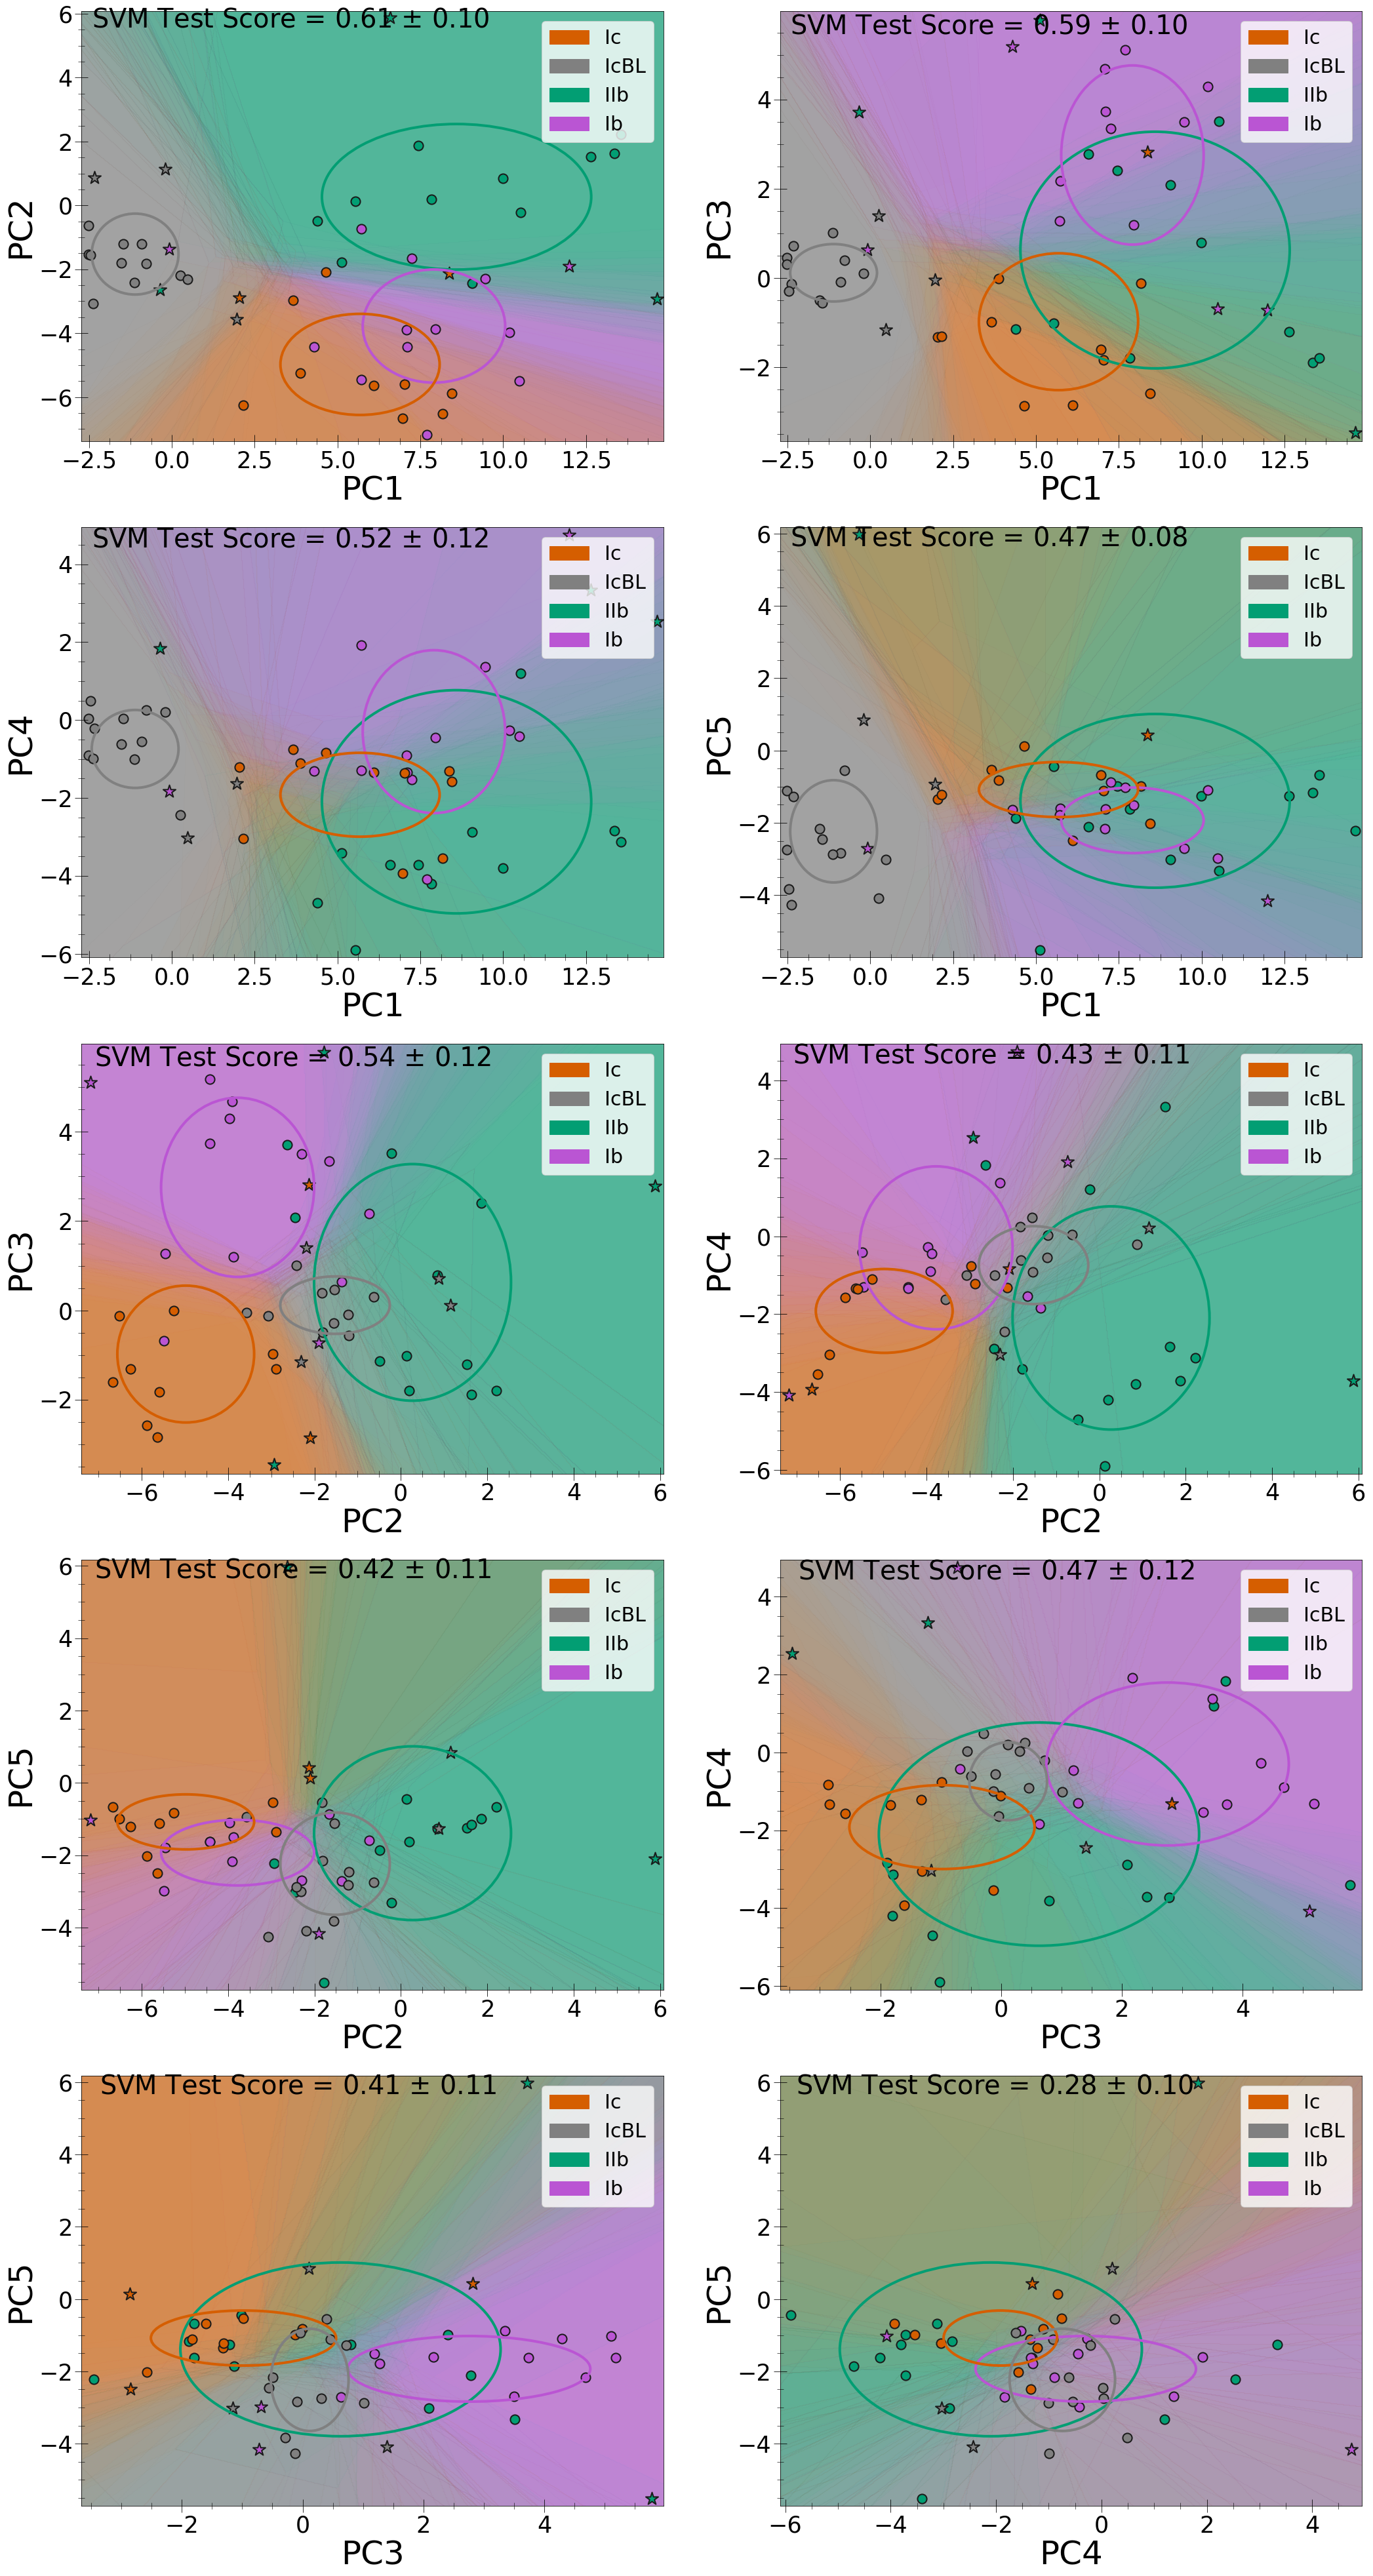 SVM Test Score = 0.61 ± 0.10
Ic
IcBL
IIb
Ib
6
4
2
0
−2
−4
−6
PC2
−2.5 0.0 2.5 5.0 7.5 10.0 12.5
PC1
SVM Test Score = 0.59 ± 0.10
Ic
IcBL
IIb
Ib
4
2
0
−2
PC3
−2.5 0.0 2.5 5.0 7.5 10.0 12.5
PC1
SVM Test Score = 0.52 ± 0.12
Ic
IcBL
IIb
Ib
4
2
0
−2
−4
−6
PC4
−2.5 0.0 2.5 5.0 7.5 10.0 12.5
PC1
SVM Test Score = 0.47 ± 0.08
Ic
IcBL
IIb
Ib
6
4
2
0
−2
−4
PC5
−2.5 0.0 2.5 5.0 7.5 10.0 12.5
PC1
SVM Test Score = 0.54 ± 0.12
Ic
IcBL
IIb
Ib
4
2
0
−2
PC3
−6 −4 −2 0 2 4 6
PC2
SVM Test Score = 0.43 ± 0.11
Ic
IcBL
IIb
Ib
4
2
0
−2
−4
−6
PC4
−6 −4 −2 0 2 4 6
PC2
SVM Test Score = 0.42 ± 0.11
Ic
IcBL
IIb
Ib
6
4
2
0
−2
−4
PC5
−6 −4 −2 0 2 4 6
PC2
SVM Test Score = 0.47 ± 0.12
Ic
IcBL
IIb
Ib
4
2
0
−2
−4
−6
PC4
−2 0 2 4
PC3
SVM Test Score = 0.41 ± 0.11
Ic
IcBL
IIb
Ib
6
4
2
0
−2
−4
PC5
−2 0 2 4
PC3
SVM Test Score = 0.28 ± 0.10
Ic
IcBL
IIb
Ib
6
4
2
0
−2
−4
PC5
−6 −4 −2 0 2 4
PC4